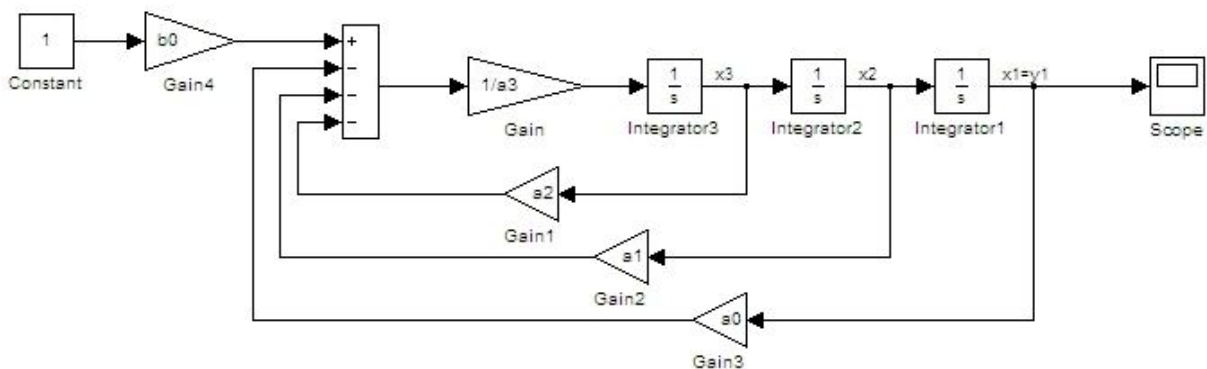 1
Constant
b0
Gain4
+
−
−
−
1/a3
Gain
1
s
Integrator3
x3
1
s
Integrator2
x2
1
s
Integrator1
x1=y1
Scope
a2
Gain1
a1
Gain2
a0
Gain3